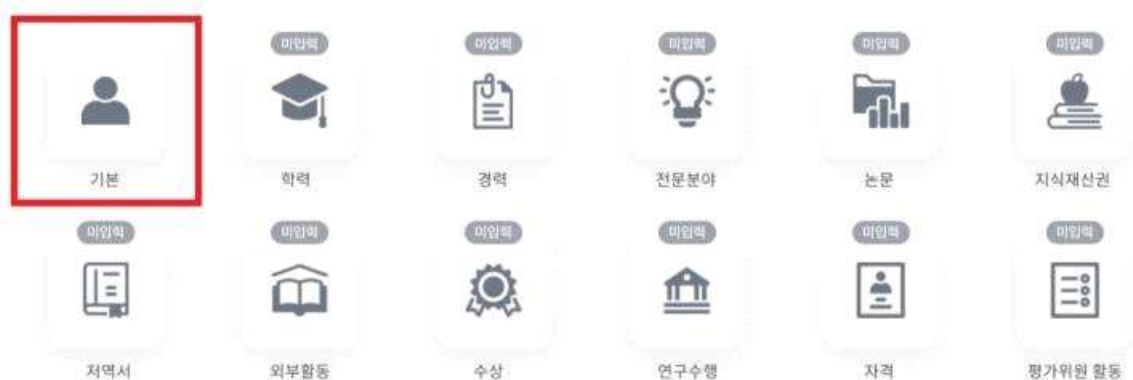 미입력 미입력 미입력 미입력 미입력
기본 학력 경력 전문분야 논문 지식재산권
미입력 미입력 미입력 미입력 미입력 미입력
저역서 외부활동 수상 연구수행 자격 평가위원 활동